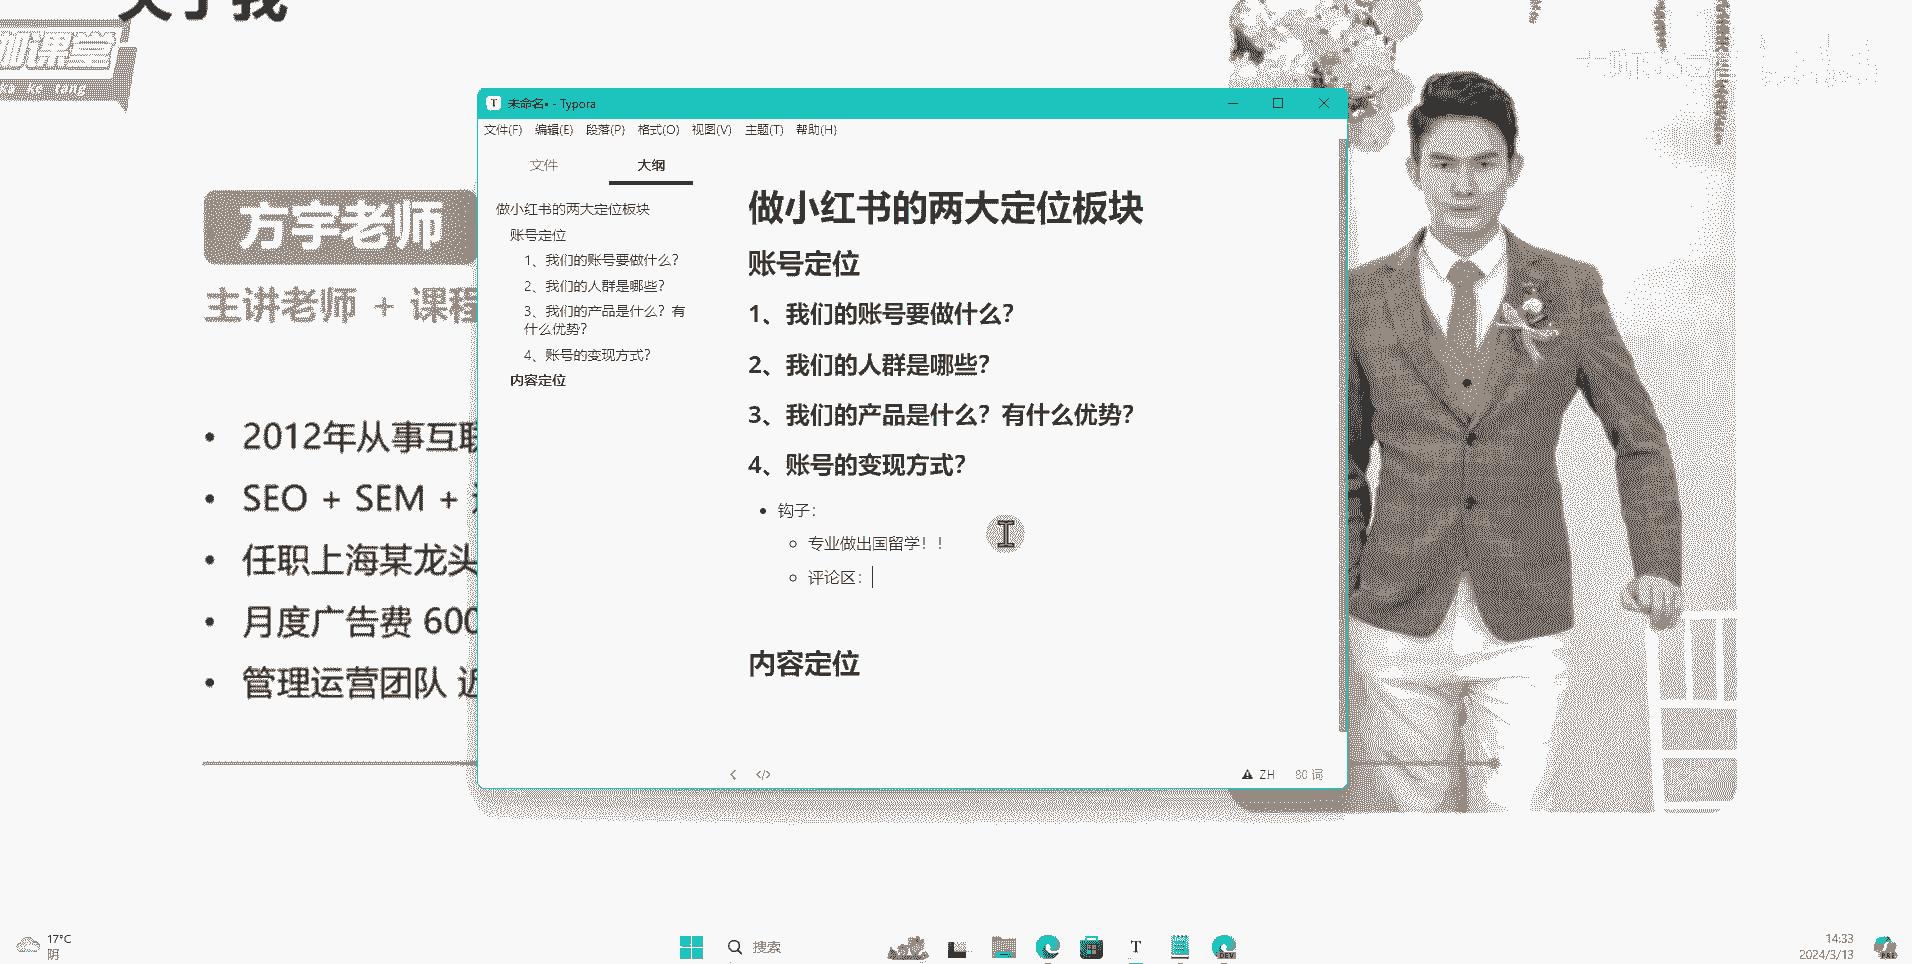 关于我
咖课堂
ka ke tang
方宇老师
主讲老师 + 课程
2012年从事互联
SEO + SEM +
任职上海某龙头
月度广告费 600
管理运营团队 近
未命名• - Typora
文件(F) 编辑(E) 段落(P) 格式(O) 视图(V) 主题(T) 帮助(H)
文件 大纲
做小红书的两大定位板块
账号定位
1、我们的账号要做什么？
2、我们的人群是哪些？
3、我们的产品是什么？有
什么优势？
4、账号的变现方式？
内容定位
做小红书的两大定位板块
账号定位
1、我们的账号要做什么？
2、我们的人群是哪些？
3、我们的产品是什么？有什么优势？
4、账号的变现方式？
钩子：
专业做出国留学！！
评论区：
内容定位
ZH 80 词
17°C
阴
搜索
DEV
14:33
2024/3/13
PRE